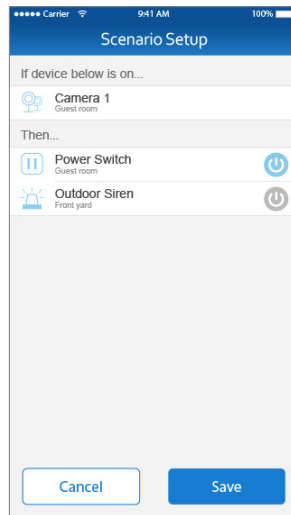 Carrier 9:41 AM 100%
Scenario Setup
If device below is on...
Camera 1
Guest room
Then...
Power Switch
Guest room
Outdoor Siren
Front yard
Cancel Save